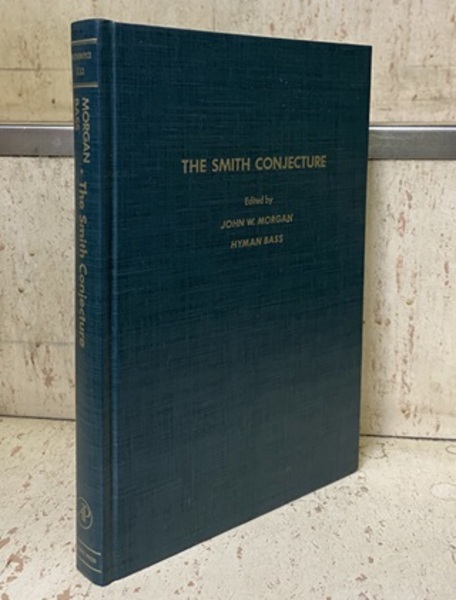 THE SMITH CONJECTURE
Edited by
JOHN W. MORGAN
HYMAN BASS
MORGAN - The Smith Conjecture
BASS